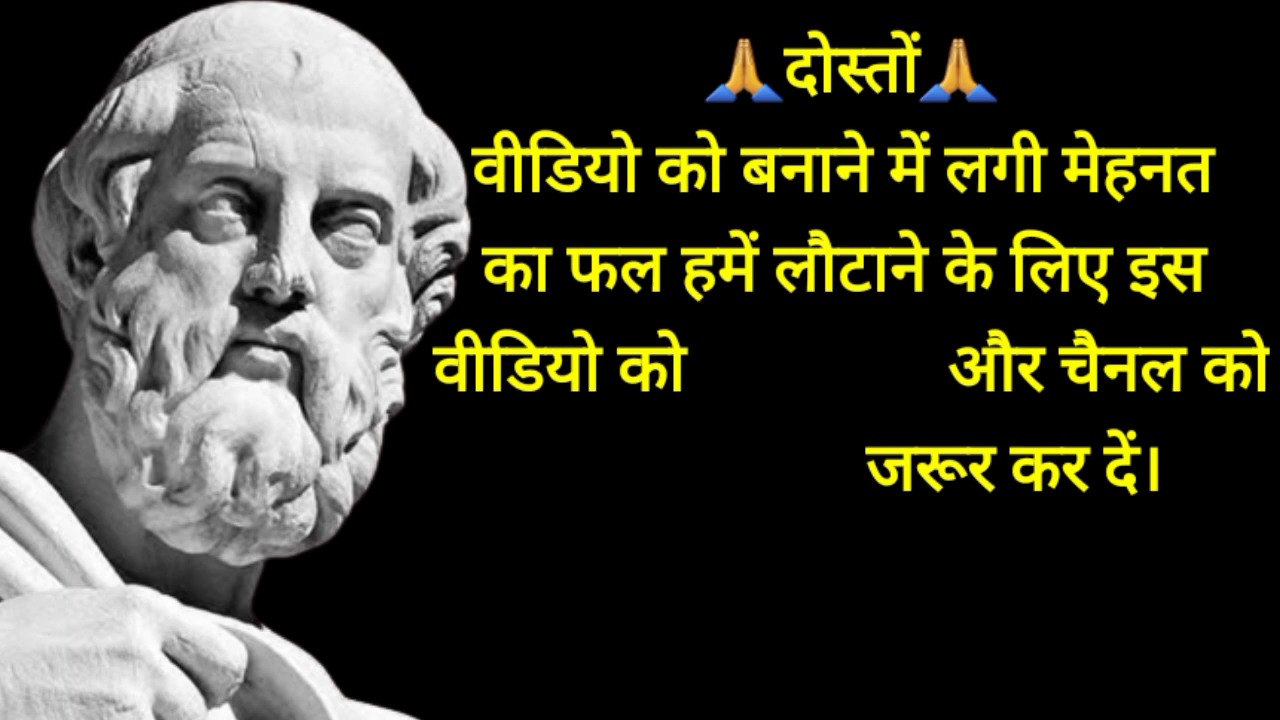 🙏दोस्तों🙏
वीडियो को बनाने में लगी मेहनत
का फल हमें लौटाने के लिए इस
वीडियो को और चैनल को
जरूर कर दें।